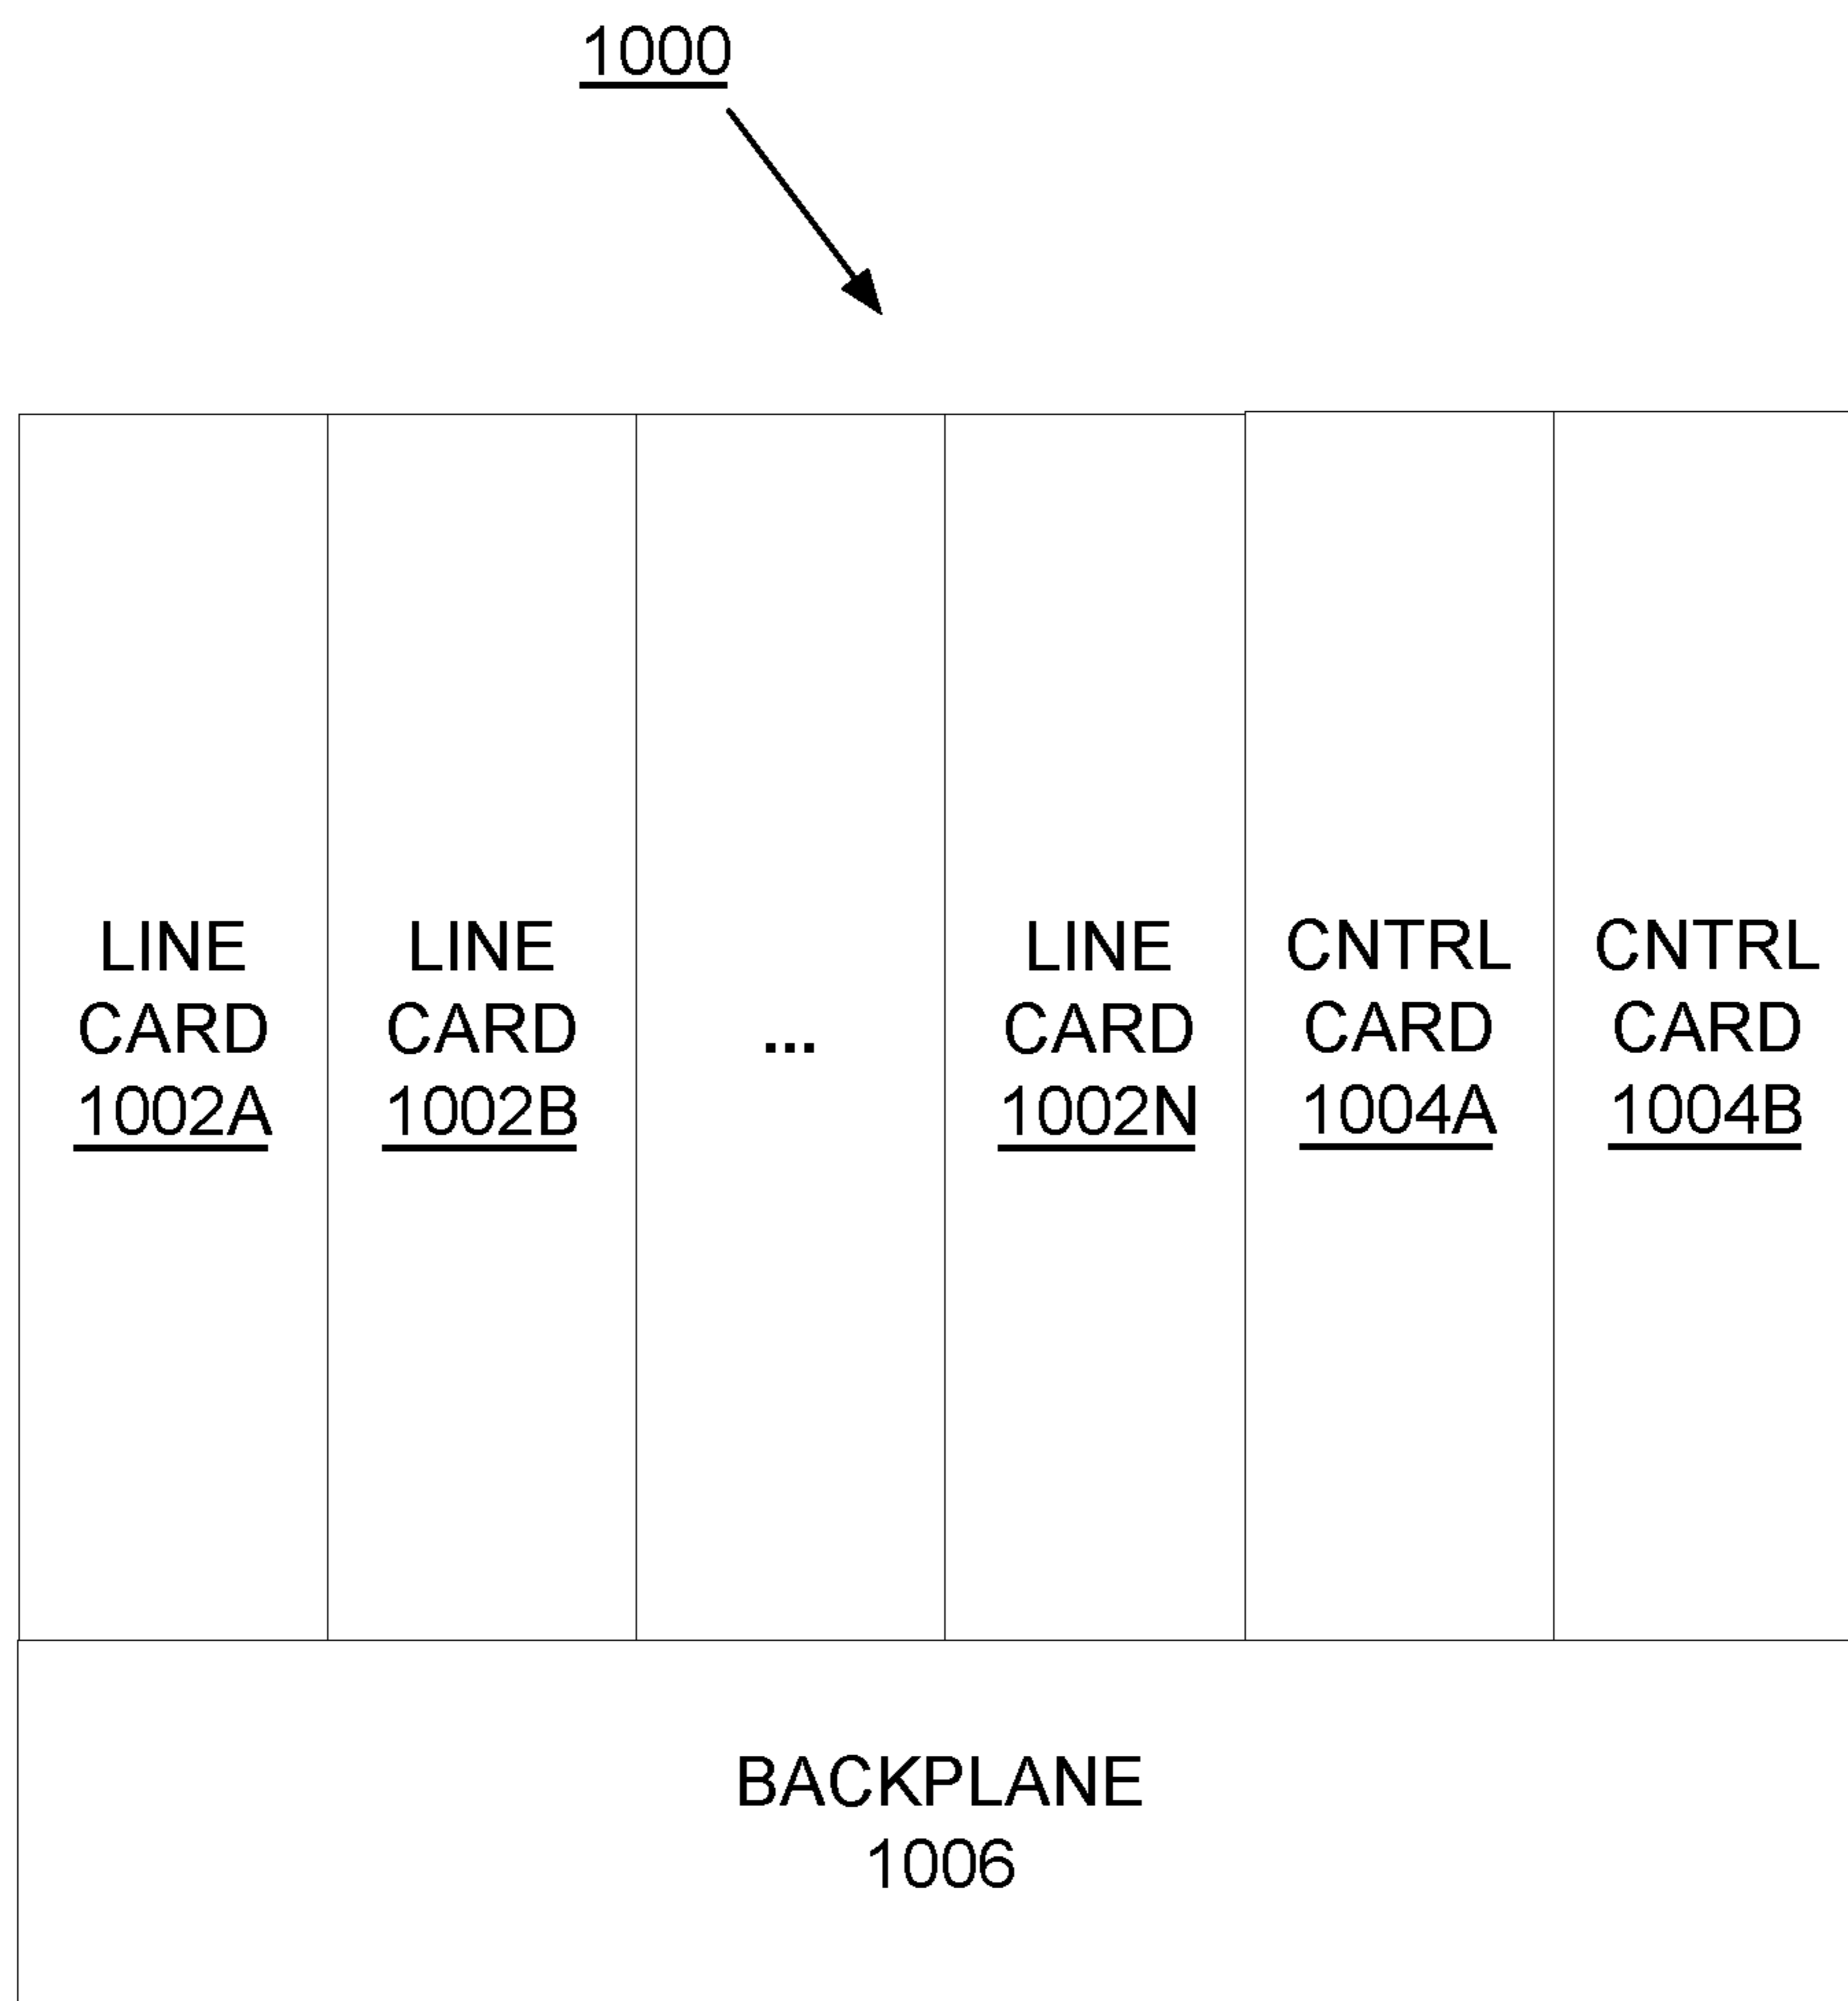 1000
LINE
CARD
1002A
LINE
CARD
1002B
...
LINE
CARD
1002N
CNTRL
CARD
1004A
CNTRL
CARD
1004B
BACKPLANE
1006